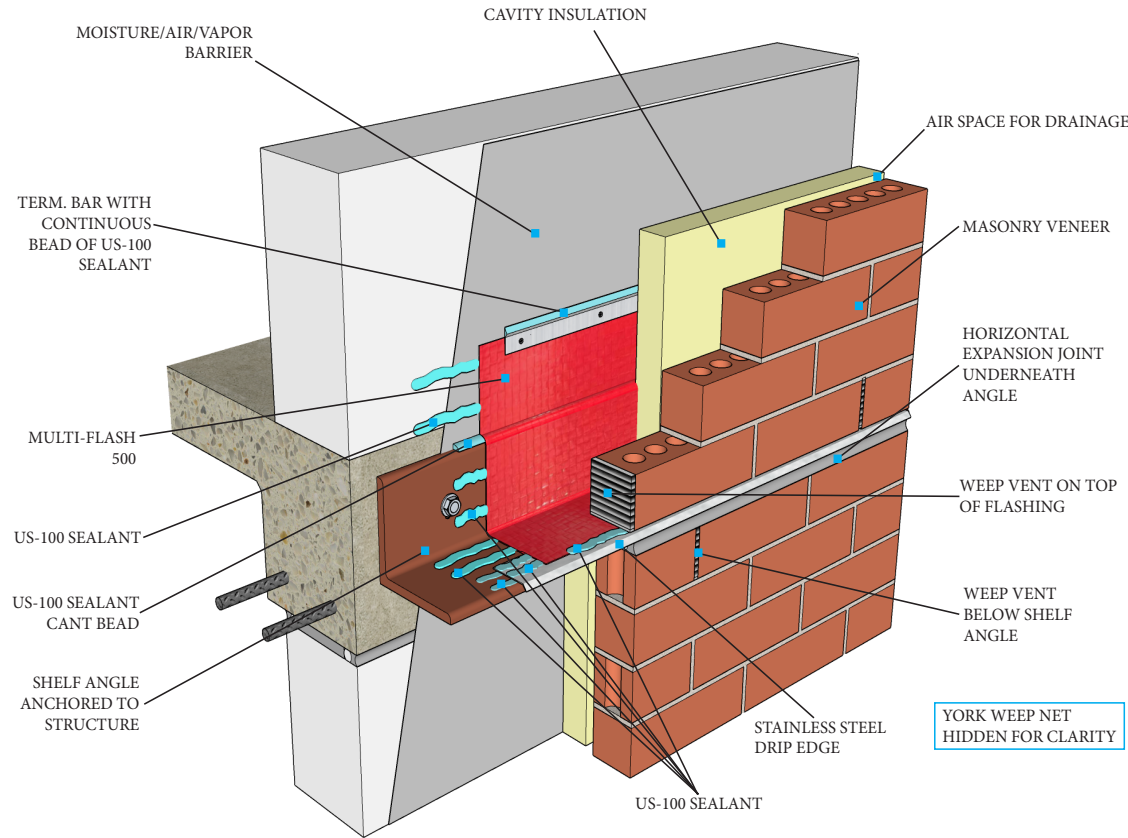 CAVITY INSULATION
MOISTURE/AIR/VAPOR
BARRIER
AIR SPACE FOR DRAINAGE
TERM. BAR WITH
CONTINUOUS
BEAD OF US-100
SEALANT
MASONRY VENEER
HORIZONTAL
EXPANSION JOINT
UNDERNEATH
ANGLE
MULTI-FLASH
500
WEEP VENT ON TOP
OF FLASHING
US-100 SEALANT
US-100 SEALANT
CANT BEAD
WEEP VENT
BELOW SHELF
ANGLE
SHELF ANGLE
ANCHORED TO
STRUCTURE
STAINLESS STEEL
DRIP EDGE
YORK WEEP NET
HIDDEN FOR CLARITY
US-100 SEALANT